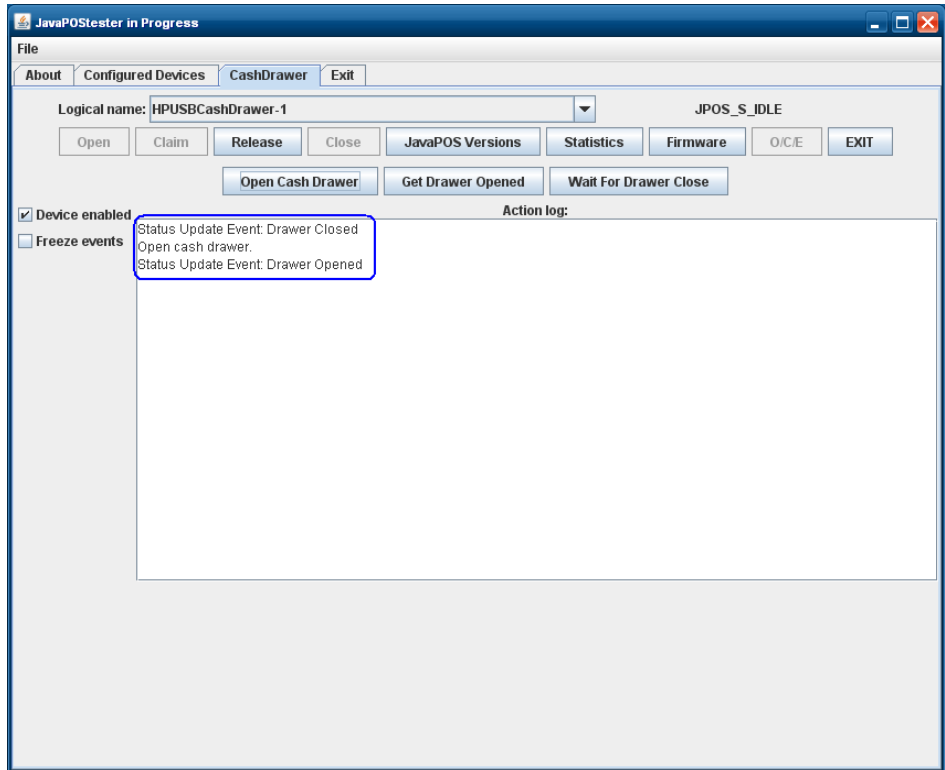 JavaPOStester in Progress
File
About Configured Devices CashDrawer Exit
Logical name: HPUSBCashDrawer-1 JPOS_S_IDLE
Open Claim Release Close JavaPOS Versions Statistics Firmware O/C/E EXIT
Open Cash Drawer Get Drawer Opened Wait For Drawer Close
Device enabled Action log:
Freeze events
Status Update Event: Drawer Closed
Open cash drawer.
Status Update Event: Drawer Opened